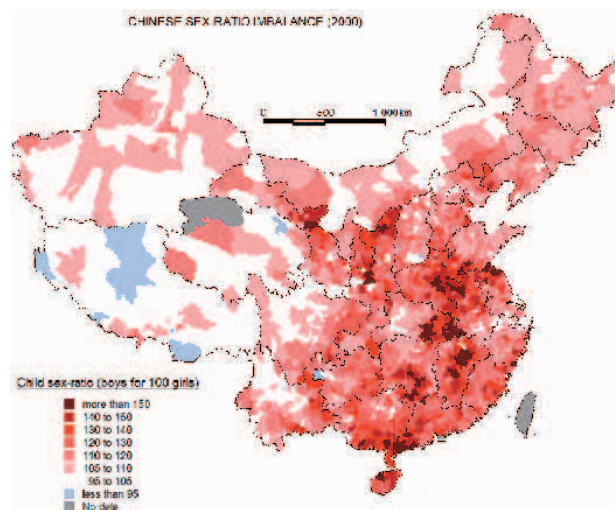 CHINESE SEX-RATIO IMBALANCE (2000)
0 500 1 000 km
Child sex-ratio (boys for 100 girls)
more than 150
140 to 150
130 to 140
120 to 130
110 to 120
105 to 110
95 to 105
less than 95
No data